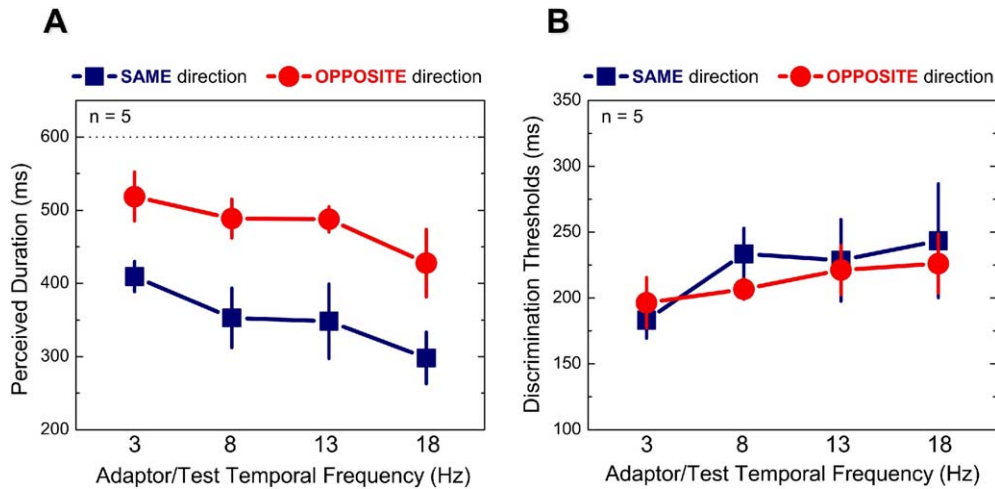 A
SAME direction OPPOSITE direction
n = 5
600
500
400
300
200
Perceived Duration (ms)
3 8 13 18
Adaptor/Test Temporal Frequency (Hz)
B
SAME direction OPPOSITE direction
n = 5
350
300
250
200
150
100
Discrimination Thresholds (ms)
3 8 13 18
Adaptor/Test Temporal Frequency (Hz)